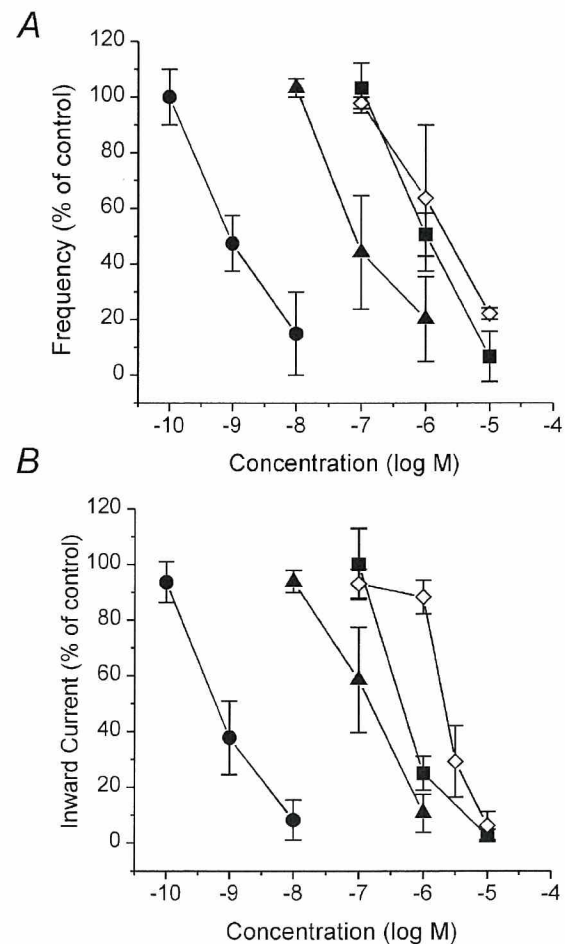 A
120
100
80
60
40
20
0
Frequency (% of control)
-10 -9 -8 -7 -6 -5 -4
Concentration (log M)
B
120
100
80
60
40
20
0
Inward Current (% of control)
-10 -9 -8 -7 -6 -5 -4
Concentration (log M)